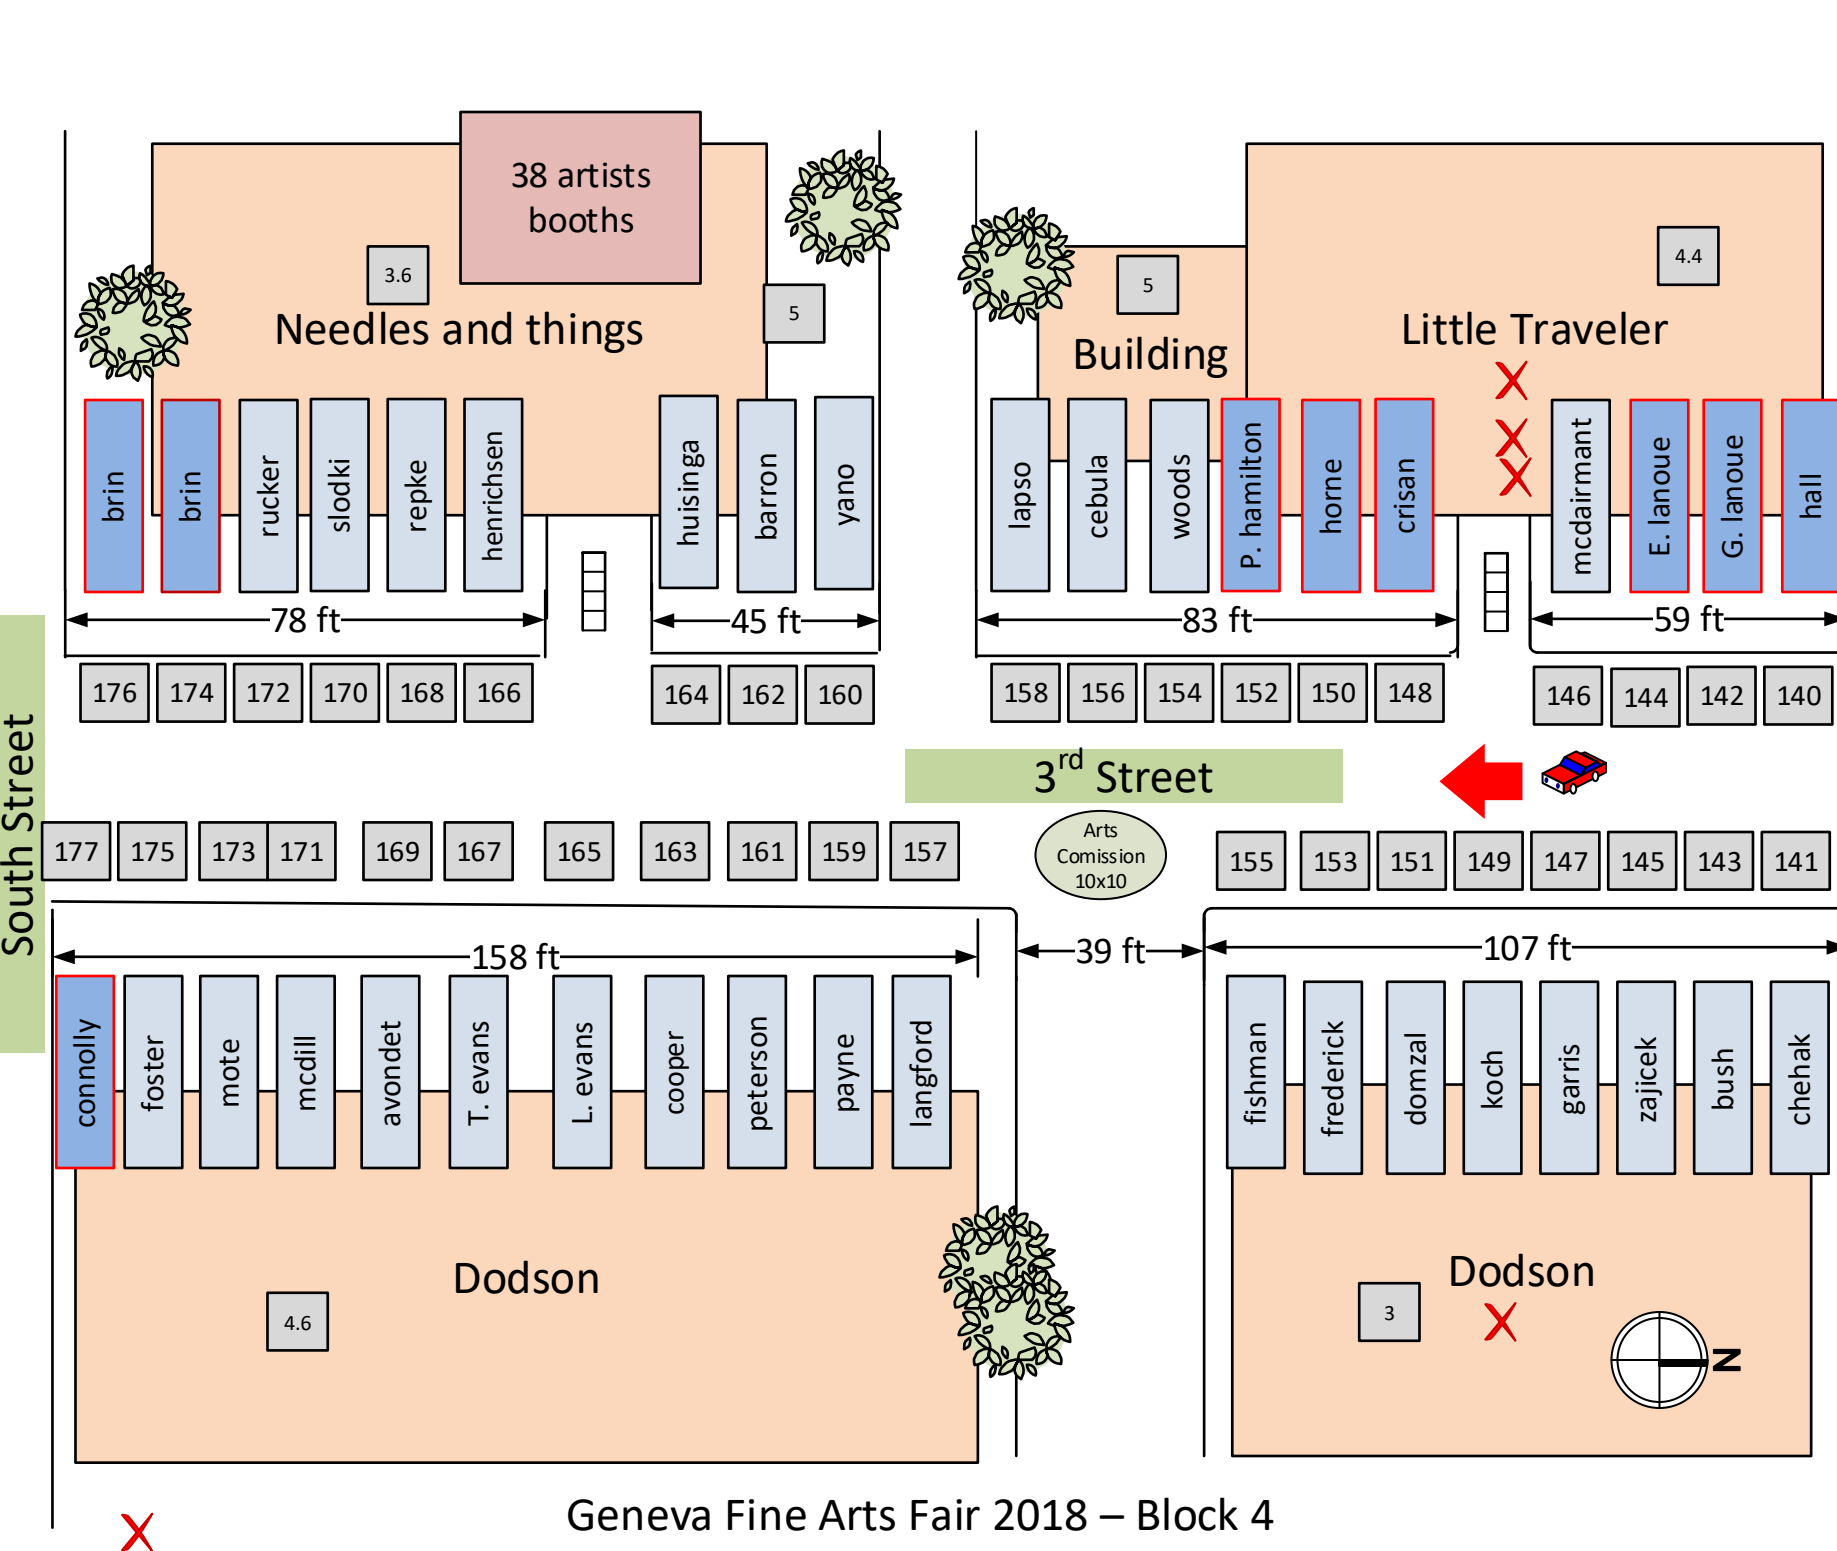 38 artists
booths
3.6
5
5
4.4
Needles and things
Building
Little Traveler
brin
brin
rucker
slodki
repke
henrichsen
huisinga
barron
yano
lapso
cebula
woods
P. hamilton
horne
crisan
mcdairmant
E. lanoue
G. lanoue
hall
78 ft
45 ft
83 ft
59 ft
176
174
172
170
168
166
164
162
160
158
156
154
152
150
148
146
144
142
140
South Street
3rd Street
177
175
173
171
169
167
165
163
161
159
157
Arts
Comission
10x10
155
153
151
149
147
145
143
141
158 ft
39 ft
107 ft
connolly
foster
mote
mcdill
avondet
T. evans
L. evans
cooper
peterson
payne
langford
fishman
frederick
domzal
koch
garris
zajicek
bush
chehak
Dodson
4.6
Dodson
3
N
Geneva Fine Arts Fair 2018 – Block 4